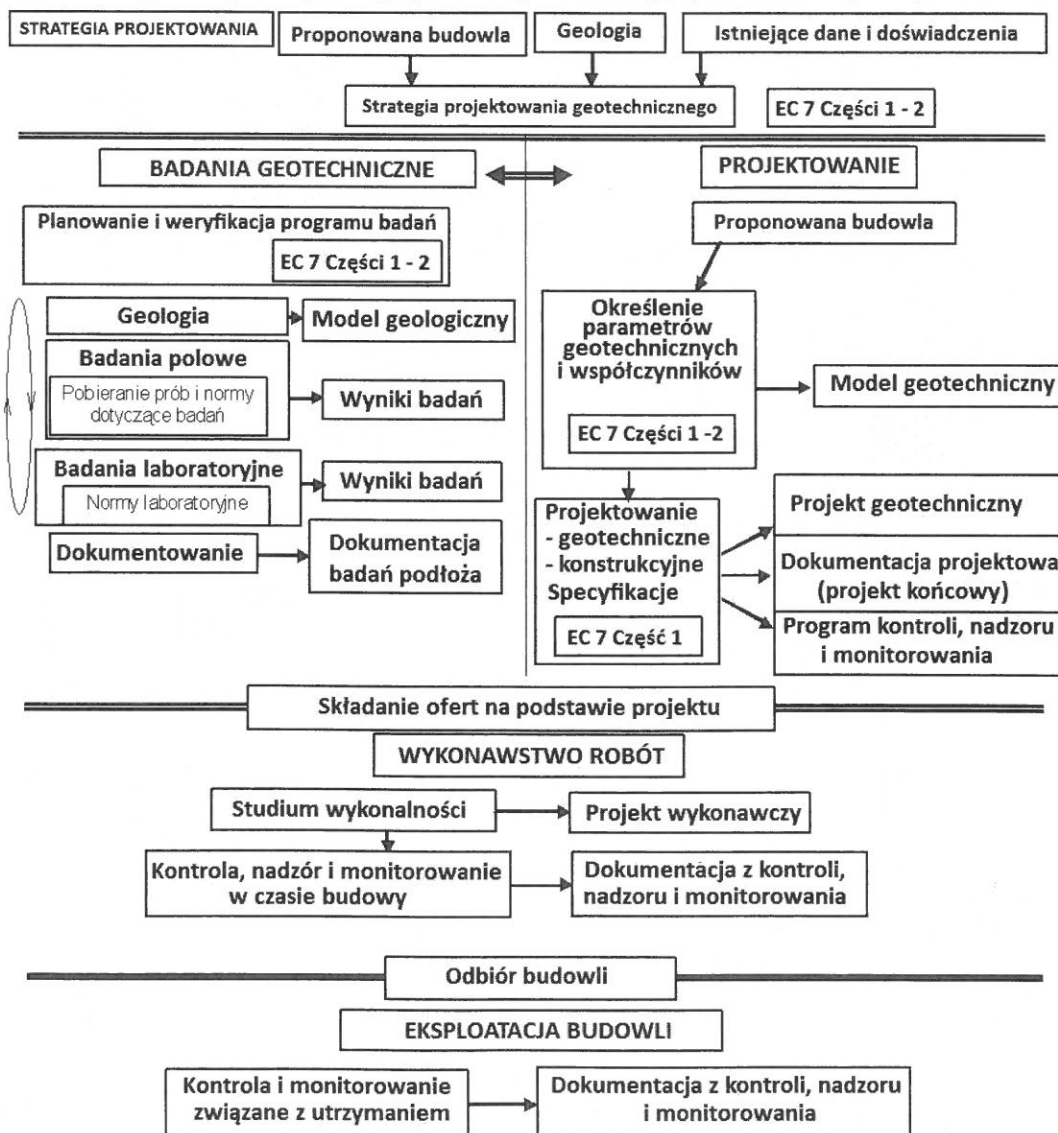 STRATEGIA PROJEKTOWANIA
Proponowana budowla
Geologia
Istniejące dane i doświadczenia
Strategia projektowania geotechnicznego
EC 7 Części 1 - 2
BADANIA GEOTECHNICZNE
PROJEKTOWANIE
Planowanie i weryfikacja programu badań
EC 7 Części 1 - 2
Geologia
Model geologiczny
Badania polowe
Pobieranie prób i normy
dotyczące badań
Wyniki badań
Badania laboratoryjne
Normy laboratoryjne
Wyniki badań
Dokumentowanie
Dokumentacja
badań podłoża
Proponowana budowla
Określenie
parametrów
geotechnicznych
i współczynników
EC 7 Części 1 -2
Model geotechniczny
Projektowanie
- geotechniczne
- konstrukcyjne
Specyfikacje
EC 7 Część 1
Projekt geotechniczny
Dokumentacja projektowa
(projekt końcowy)
Program kontroli, nadzoru
i monitorowania
Składanie ofert na podstawie projektu
WYKONAWSTWO ROBÓT
Studium wykonalności
Projekt wykonawczy
Kontrola, nadzór i monitorowanie
w czasie budowy
Dokumentacja z kontroli,
nadzoru i monitorowania
Odbiór budowli
EKSPLOATACJA BUDOWLI
Kontrola i monitorowanie
związane z utrzymaniem
Dokumentacja z kontroli, nadzoru
i monitorowania